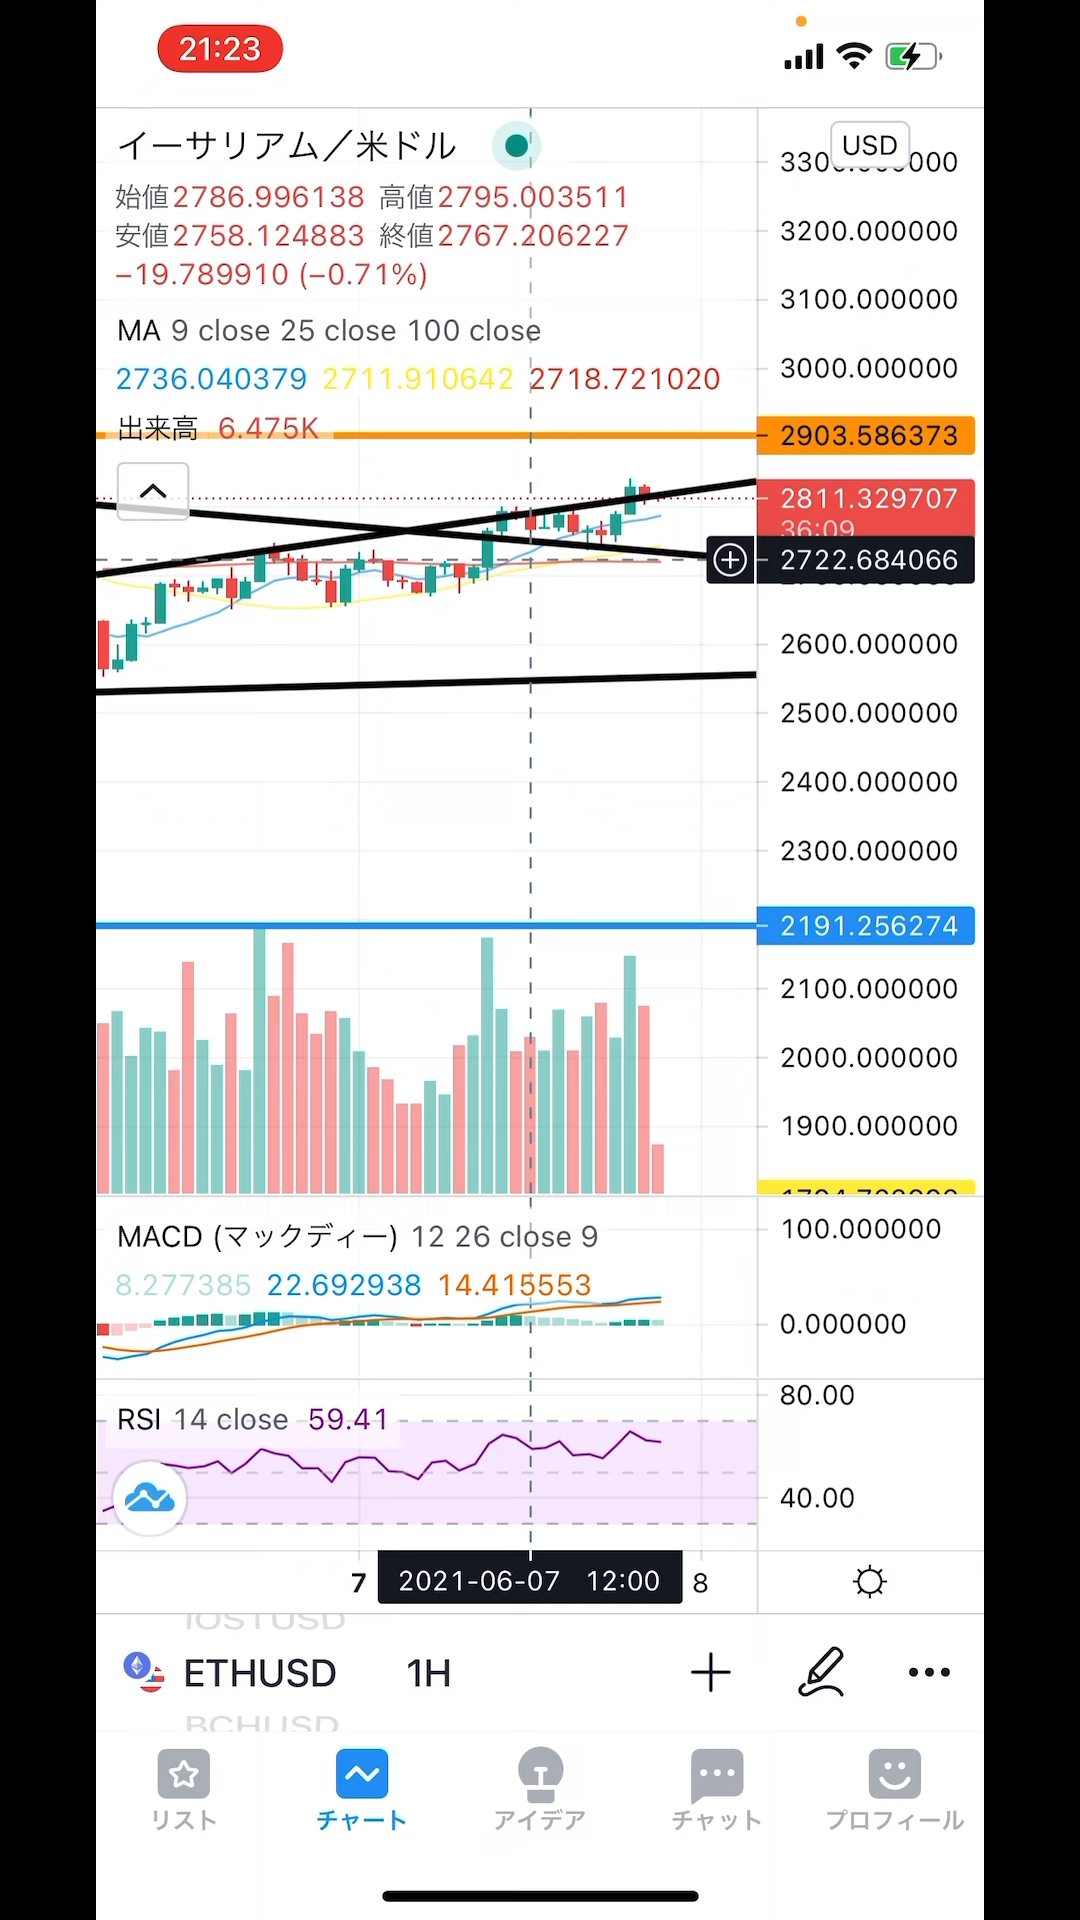 21:23
イーサリアム／米ドル
USD
始値2786.996138 高値2795.003511
安値2758.124883 終値2767.206227
−19.789910 (−0.71%)
MA 9 close 25 close 100 close
2736.040379 2711.910642 2718.721020
出来高 6.475K
3200.000000
3100.000000
3000.000000
2903.586373
2811.329707
36:09
2722.684066
2600.000000
2500.000000
2400.000000
2300.000000
2191.256274
2100.000000
2000.000000
1900.000000
MACD (マックディー) 12 26 close 9
8.277385 22.692938 14.415553
100.000000
0.000000
RSI 14 close 59.41
80.00
40.00
7 2021-06-07 12:00 8
IOSTUSD
ETHUSD 1H
BCHUSD
リスト チャート アイデア チャット プロフィール